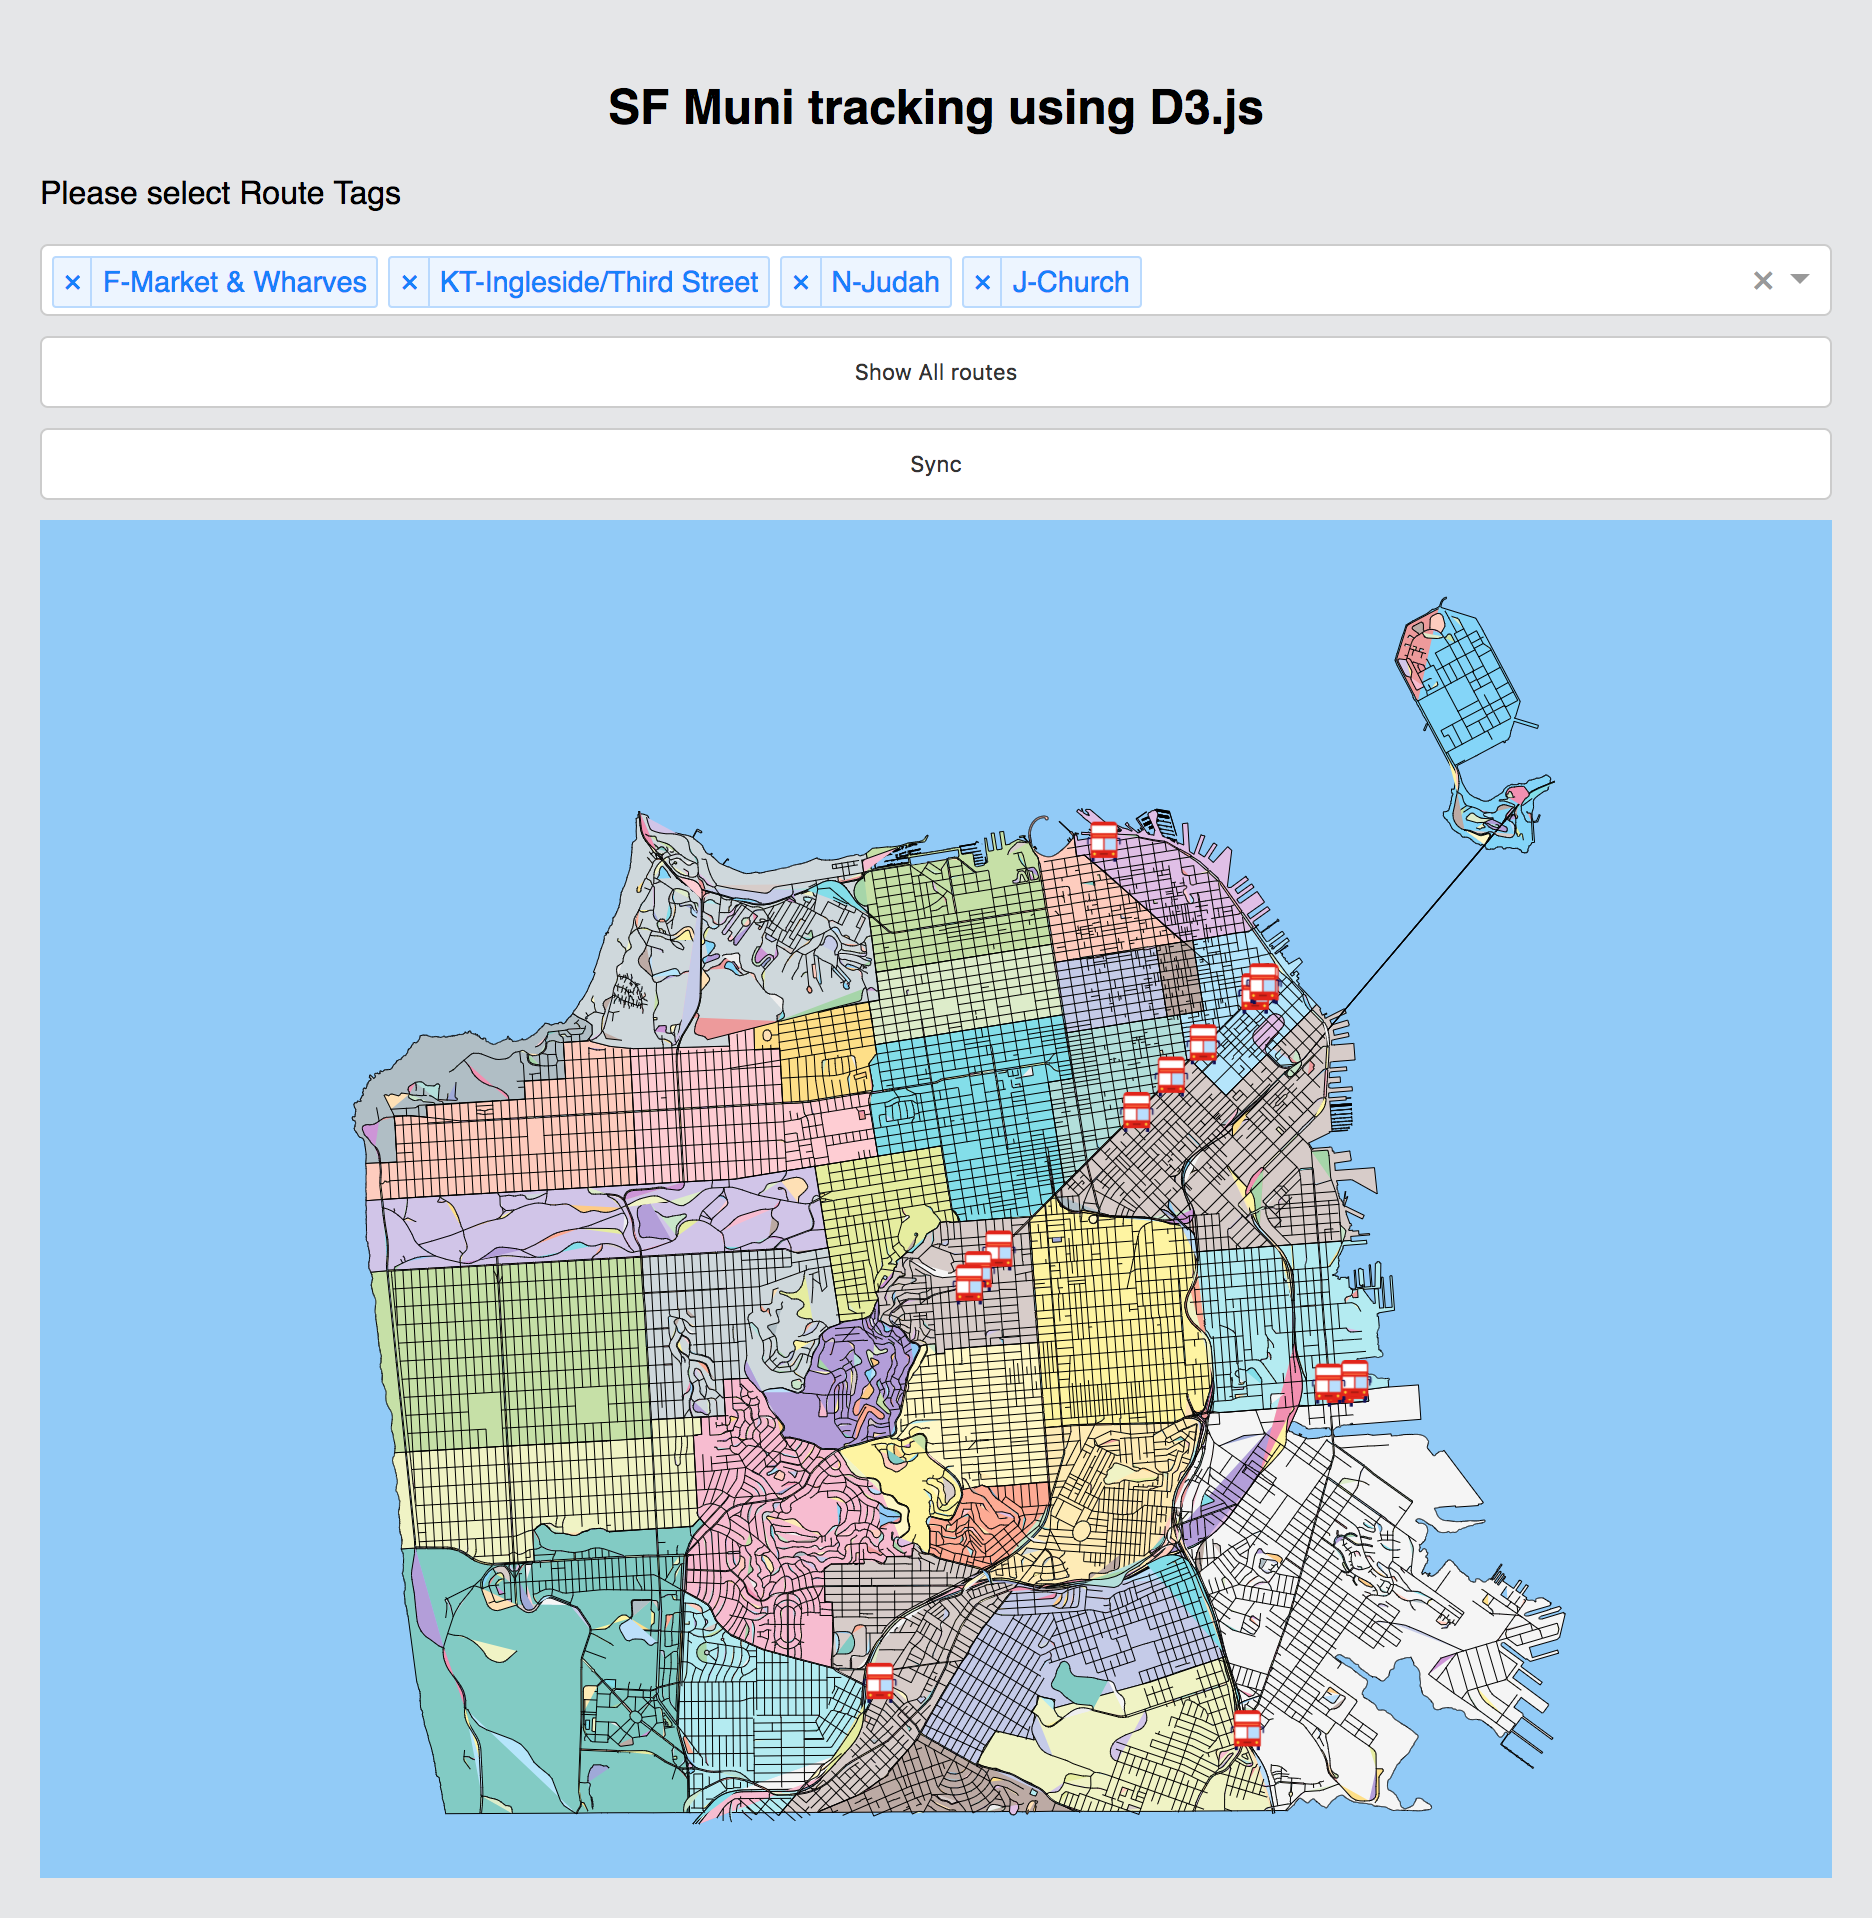 SF Muni tracking using D3.js
Please select Route Tags
× F-Market & Wharves × KT-Ingleside/Third Street × N-Judah × J-Church ×
Show All routes
Sync